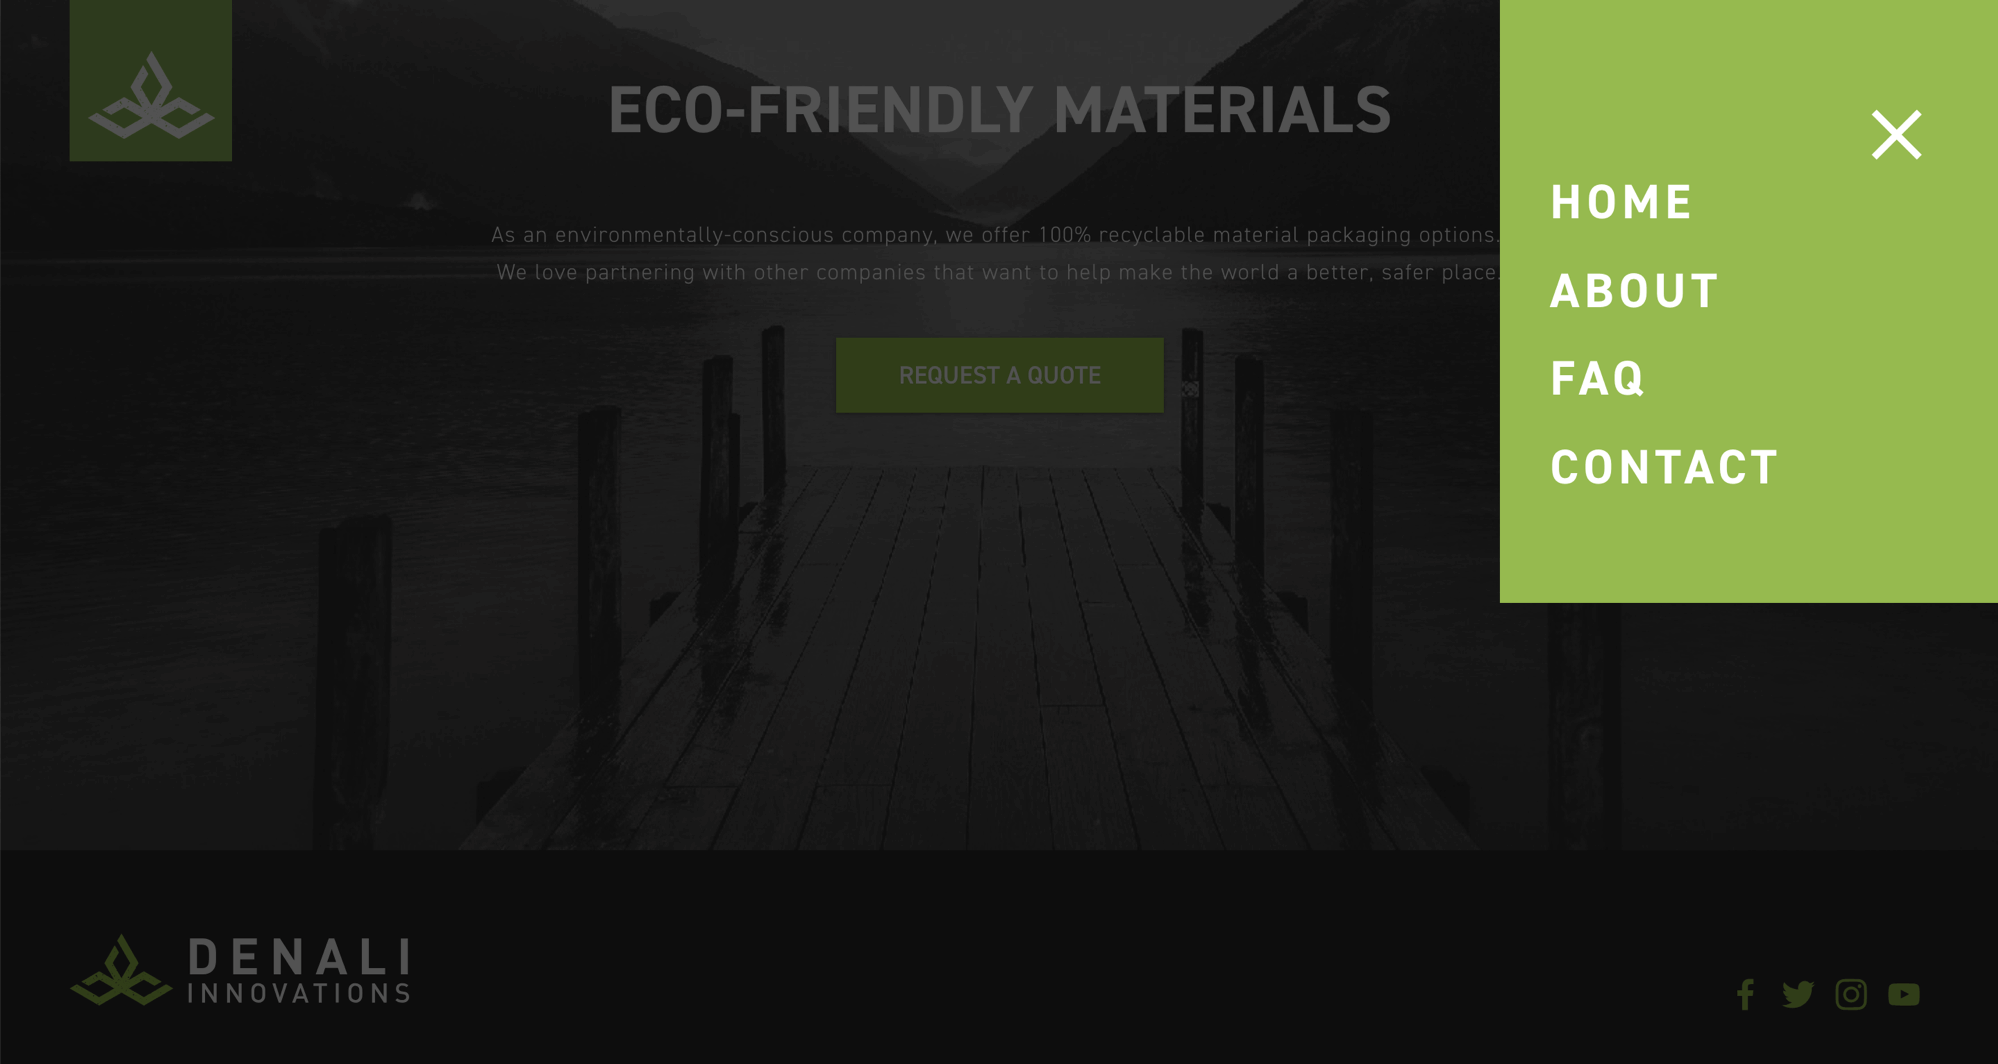 ECO-FRIENDLY MATERIALS
As an environmentally-conscious company, we offer 100% recyclable material packaging options.
We love partnering with other companies that want to help make the world a better, safer place.
REQUEST A QUOTE
HOME
ABOUT
FAQ
CONTACT
DENALI
INNOVATIONS